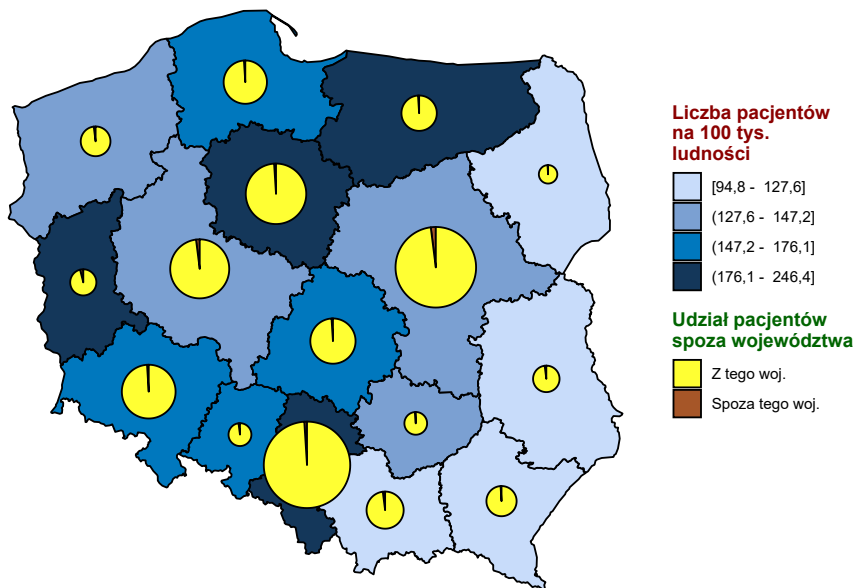 Liczba pacjentów
na 100 tys.
ludności
[94,8 - 127,6]
(127,6 - 147,2]
(147,2 - 176,1]
(176,1 - 246,4]
Udział pacjentów
spoza województwa
Z tego woj.
Spoza tego woj.